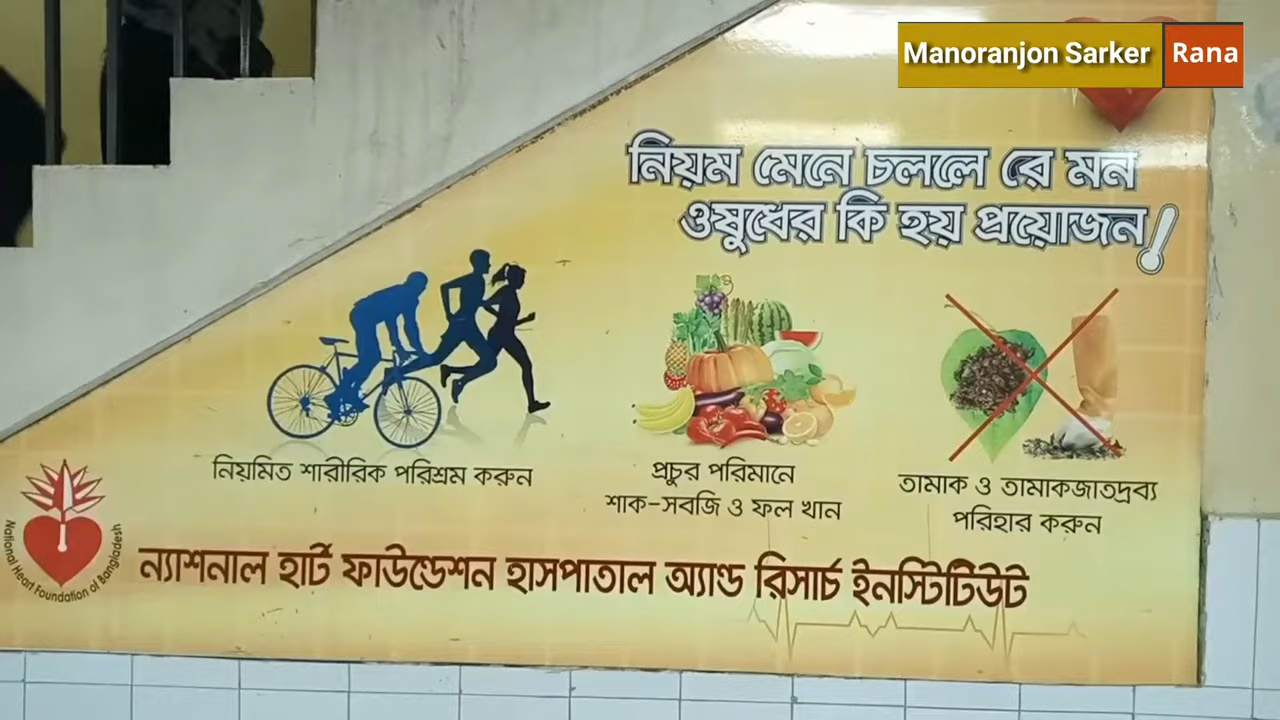 Manoranjon Sarker Rana
নিয়ম মেনে চললে রে মন
ওষুধের কি হয় প্রয়োজন!
নিয়মিত শারীরিক পরিশ্রম করুন
প্রচুর পরিমানে
শাক-সবজি ও ফল খান
তামাক ও তামাকজাতদ্রব্য
পরিহার করুন
National Heart Foundation of Bangladesh
ন্যাশনাল হার্ট ফাউন্ডেশন হাসপাতাল অ্যান্ড রিসার্চ ইনস্টিটিউট